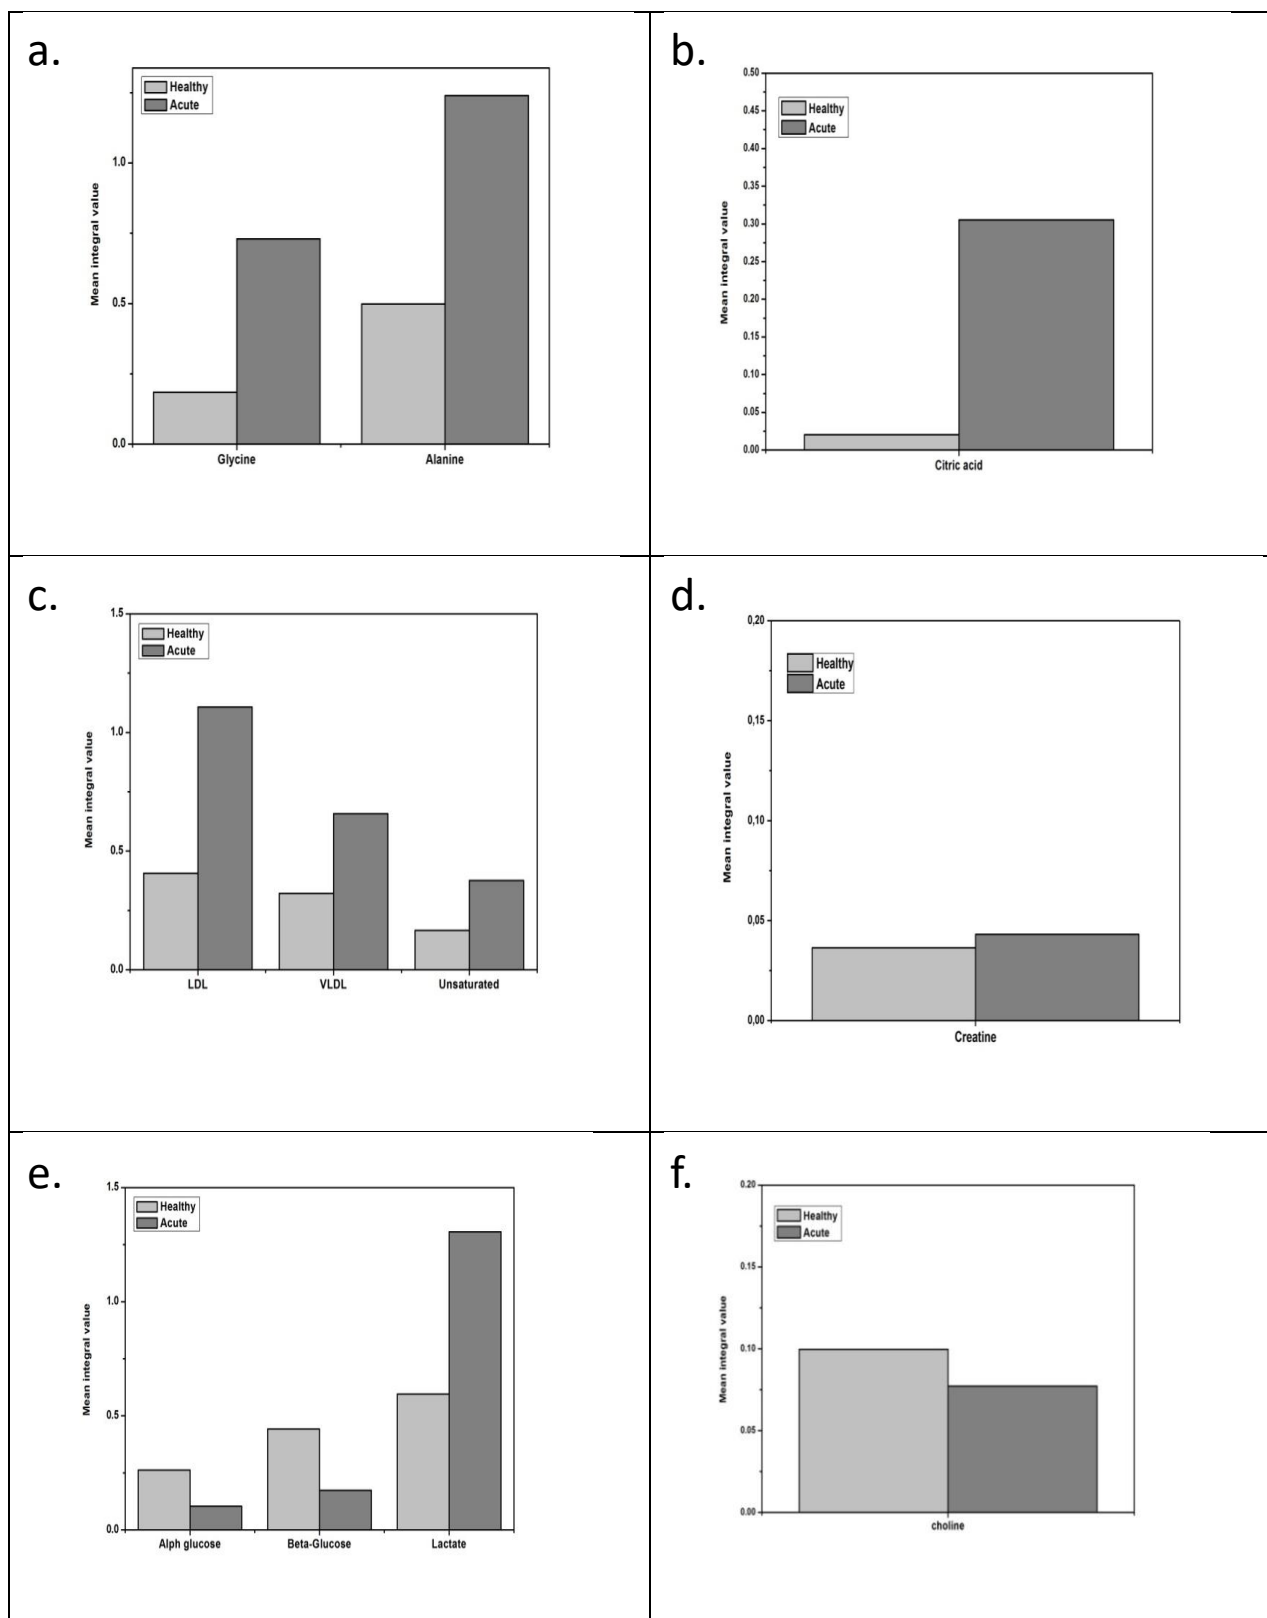 a.
Healthy
Acute
Mean integral value
1.0
0.5
0.0
Glycine
Alanine
b.
Healthy
Acute
Mean integral value
0.50
0.45
0.40
0.35
0.30
0.25
0.20
0.15
0.10
0.05
0.00
Citric acid
c.
Healthy
Acute
Mean integral value
1.5
1.0
0.5
0.0
LDL
VLDL
Unsaturated
d.
Healthy
Acute
Mean integral value
0,20
0,15
0,10
0,05
0,00
Creatine
e.
Healthy
Acute
Mean integral value
1.5
1.0
0.5
0.0
Alph glucose
Beta-Glucose
Lactate
f.
Healthy
Acute
Mean integral value
0.20
0.15
0.10
0.05
0.00
choline